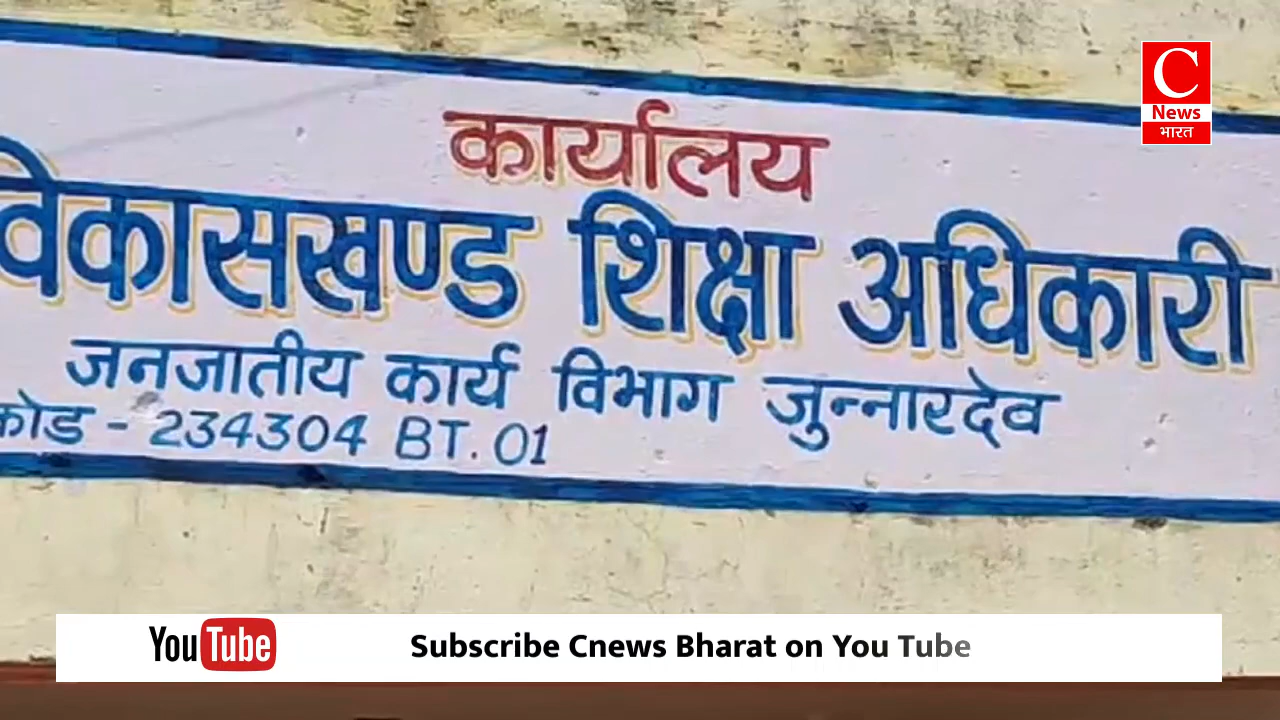 कार्यालय
विकासखण्ड शिक्षा अधिकारी
जनजातीय कार्य विभाग जुन्नारदेव
कोड - 234304 BT. 01
C
News
भारत
YouTube
Subscribe Cnews Bharat on You Tube